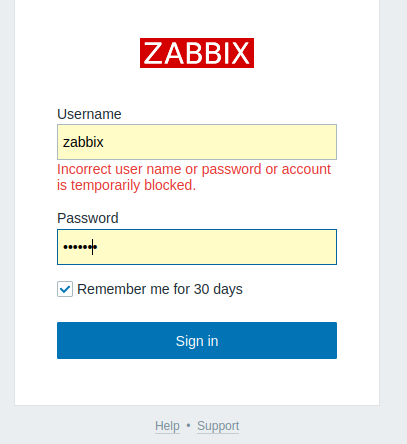 ZABBIX
Username
zabbix
Incorrect user name or password or account
is temporarily blocked.
Password
•••••••
Remember me for 30 days
Sign in
Help • Support